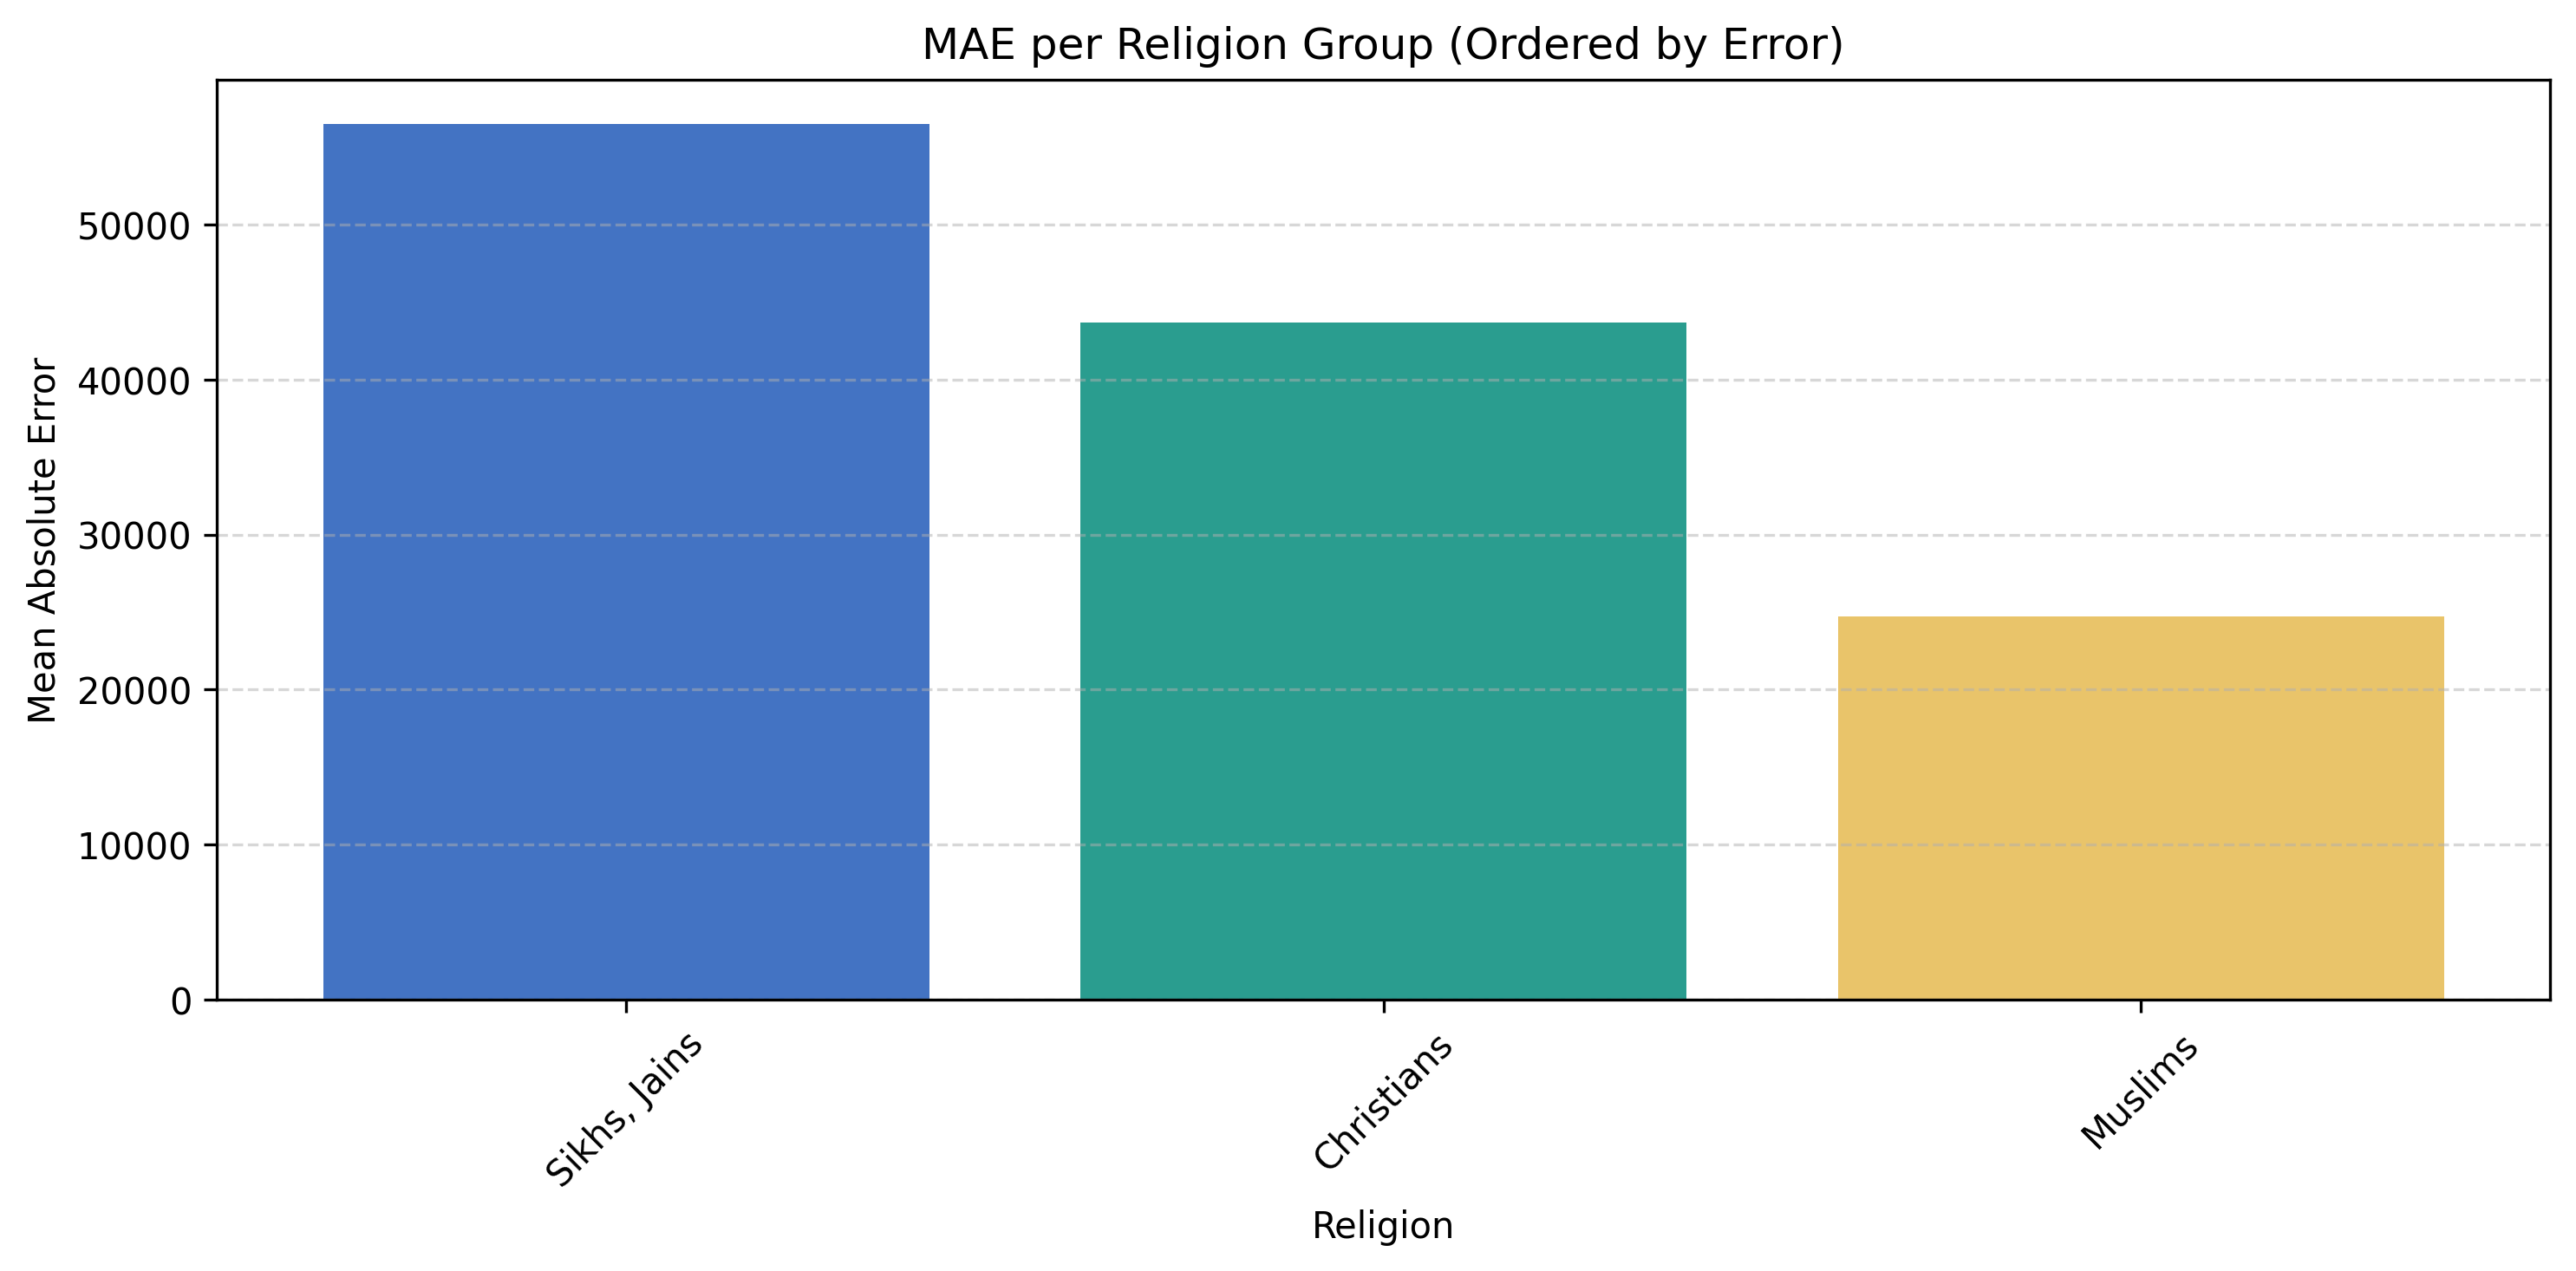 MAE per Religion Group (Ordered by Error)
Mean Absolute Error
50000
40000
30000
20000
10000
0
Sikhs, Jains
Christians
Muslims
Religion